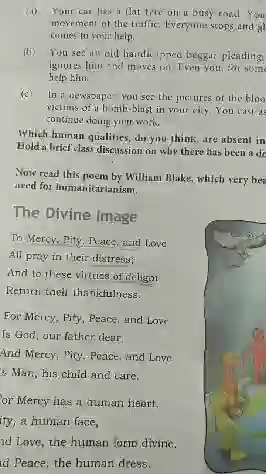 (a) Your car has a flat tyre on a busy road. You
movement of the traffic. Everyone stops and
comes to your help.
(b) You see an old handicapped beggar pleading
ignores him and moves on. Even you, for some
help him.
(c) In a newspaper you see the pictures of the
victims of a bomb-blast in your city. You cast
continue doing your work.
Which human qualities, do you think, are absent in
Hold a brief class discussion on why there has been a
Now read this poem by William Blake, which very
need for humanitarianism.
The Divine Image
To Mercy, Pity, Peace, and Love
All pray in their distress;
And to these virtues of delight
Return their thankfulness.
For Mercy, Pity, Peace, and Love
Is God, our father dear,
And Mercy, Pity, Peace, and Love
Is Man, his child and care.
For Mercy has a human heart,
ity, a human face,
nd Love, the human form divine,
nd Peace, the human dress.